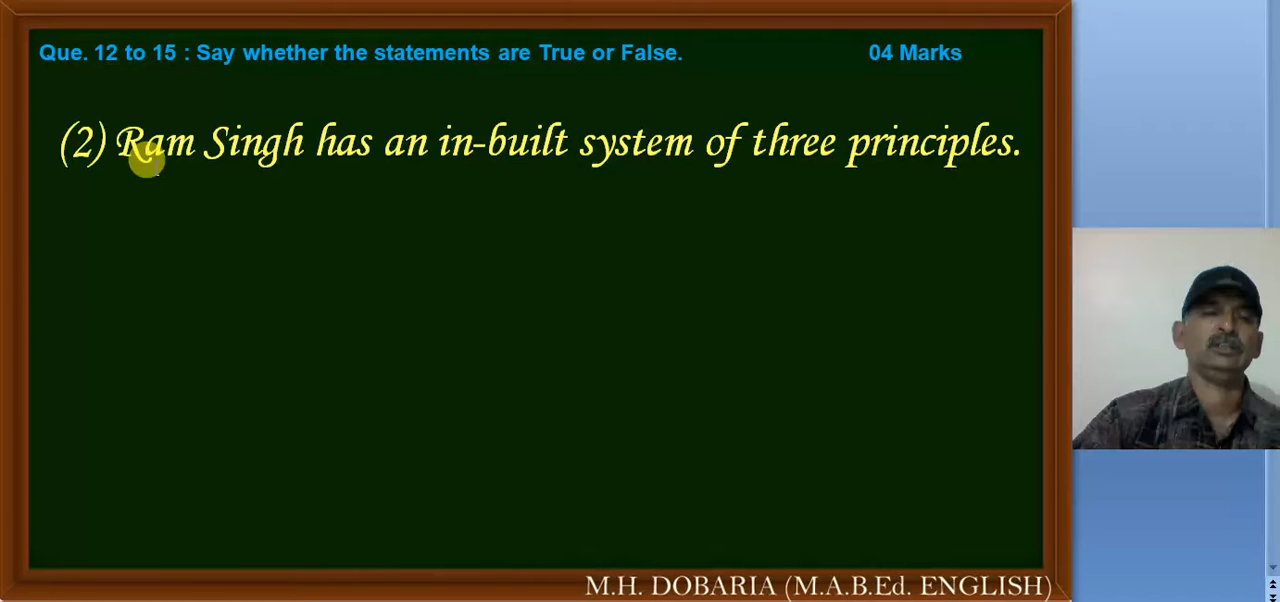 Que. 12 to 15 : Say whether the statements are True or False. 04 Marks
(2) Ram Singh has an in-built system of three principles.
M.H. DOBARIA (M.A.B.Ed. ENGLISH)